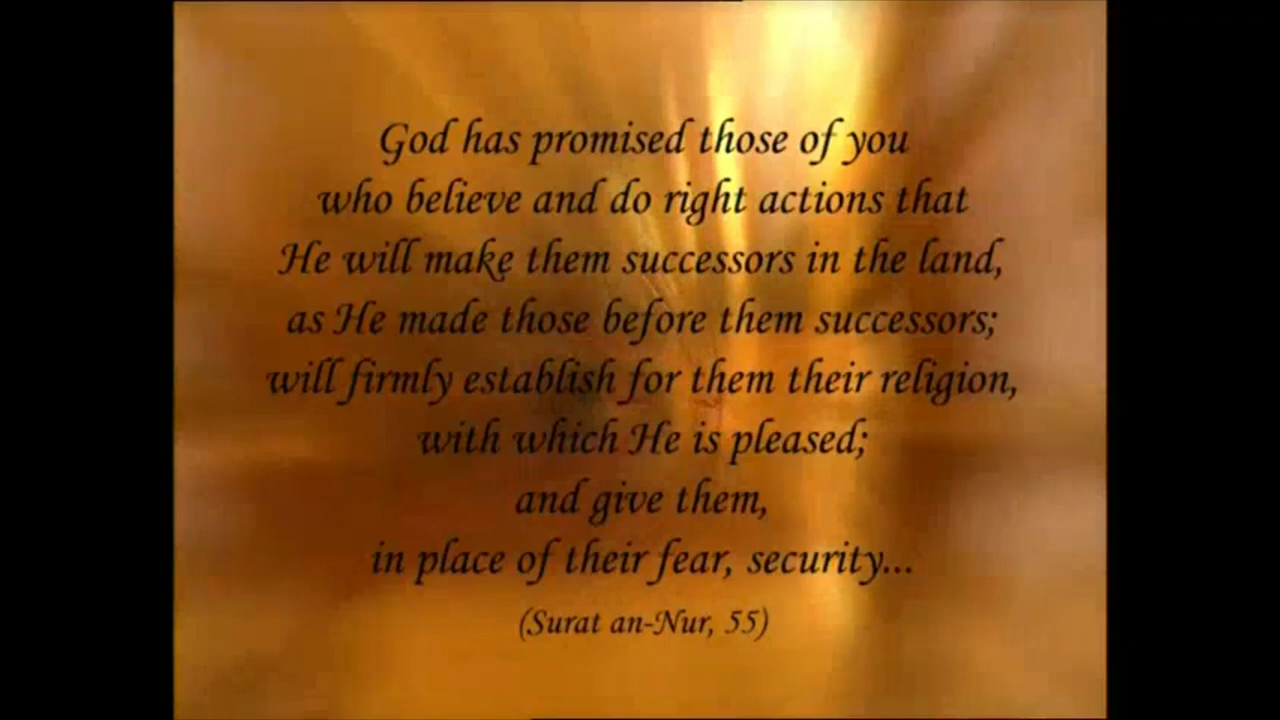 God has promised those of you
who believe and do right actions that
He will make them successors in the land,
as He made those before them successors;
will firmly establish for them their religion,
with which He is pleased;
and give them,
in place of their fear, security...
(Surat an-Nur, 55)